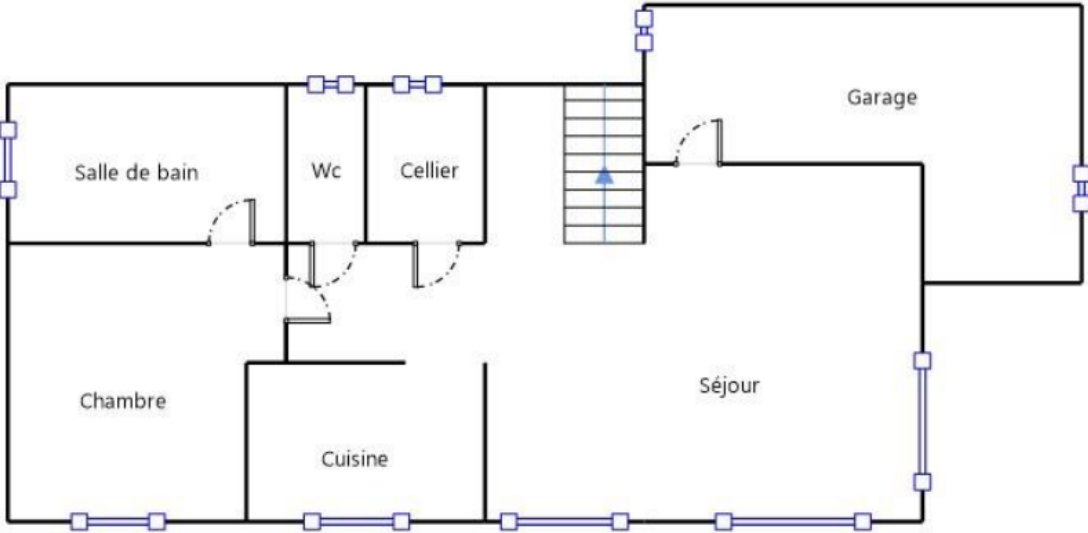 Garage
Salle de bain
Wc
Cellier
Séjour
Chambre
Cuisine